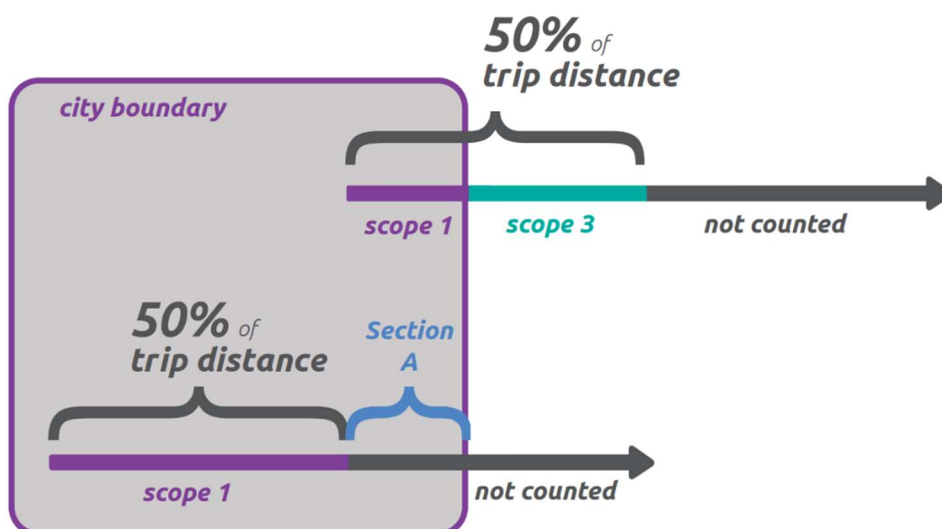 50% of
trip distance
city boundary
scope 1
scope 3
not counted
50% of
trip distance
Section
A
scope 1
not counted